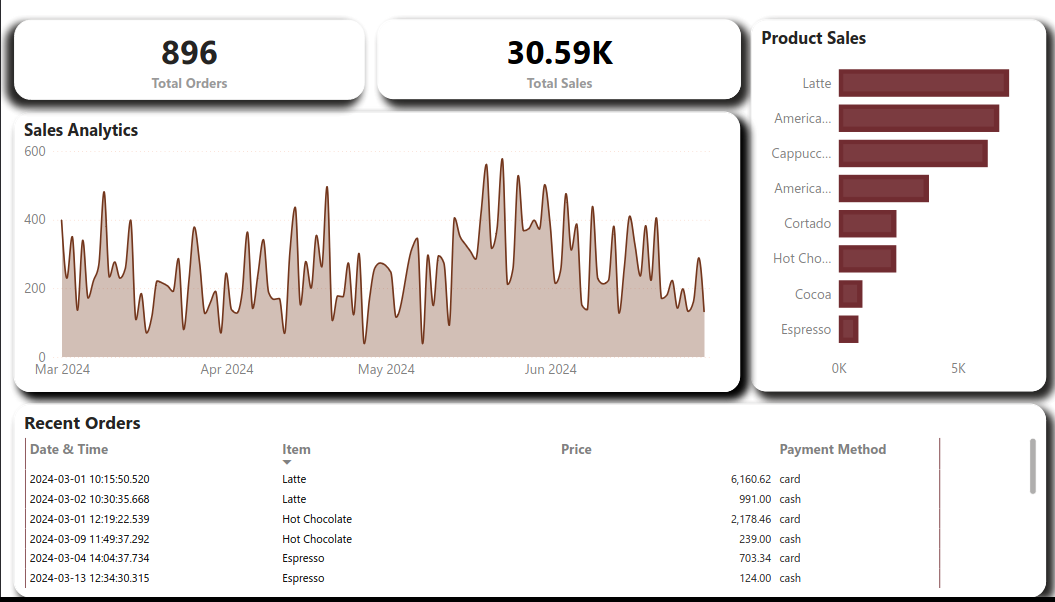 896
Total Orders
30.59K
Total Sales
Sales Analytics
600
400
200
0
Mar 2024 Apr 2024 May 2024 Jun 2024
Product Sales
Latte
America...
Cappucc...
America...
Cortado
Hot Cho...
Cocoa
Espresso
0K 5K
Recent Orders
Date & Time Item Price Payment Method
2024-03-01 10:15:50.520 Latte 6,160.62 card
2024-03-02 10:30:35.668 Latte 991.00 cash
2024-03-01 12:19:22.539 Hot Chocolate 2,178.46 card
2024-03-09 11:49:37.292 Hot Chocolate 239.00 cash
2024-03-04 14:04:37.734 Espresso 703.34 card
2024-03-13 12:34:30.315 Espresso 124.00 cash